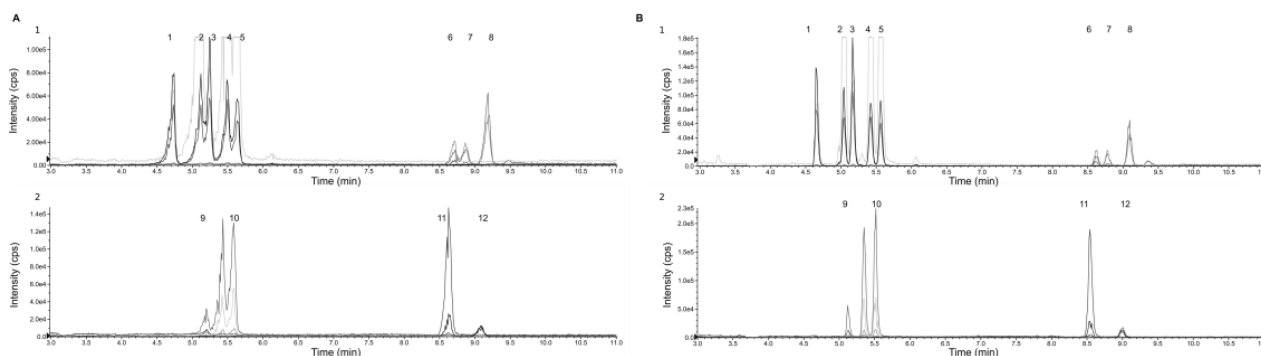 A
1
1 2 3 4 5 6 7 8
Intensity (cps)
1.00e5
8.00e4
6.00e4
4.00e4
2.00e4
0.00
3.0 3.5 4.0 4.5 5.0 5.5 6.0 6.5 7.0 7.5 8.0 8.5 9.0 9.5 10.0 10.5 11.0
Time (min)
2
9 10 11 12
Intensity (cps)
1.4e5
1.2e5
1.0e5
8.0e4
6.0e4
4.0e4
2.0e4
0.0
3.0 3.5 4.0 4.5 5.0 5.5 6.0 6.5 7.0 7.5 8.0 8.5 9.0 9.5 10.0 10.5 11.0
Time (min)
B
1
1 2 3 4 5 6 7 8
Intensity (cps)
1.8e5
1.6e5
1.4e5
1.2e5
1.0e5
8.0e4
6.0e4
4.0e4
2.0e4
0.0
3.0 3.5 4.0 4.5 5.0 5.5 6.0 6.5 7.0 7.5 8.0 8.5 9.0 9.5 10.0 10.5 11.0
Time (min)
2
9 10 11 12
Intensity (cps)
2.3e5
2.0e5
1.5e5
1.0e5
5.0e4
0.0
3.0 3.5 4.0 4.5 5.0 5.5 6.0 6.5 7.0 7.5 8.0 8.5 9.0 9.5 10.0 10.5
Time (min)